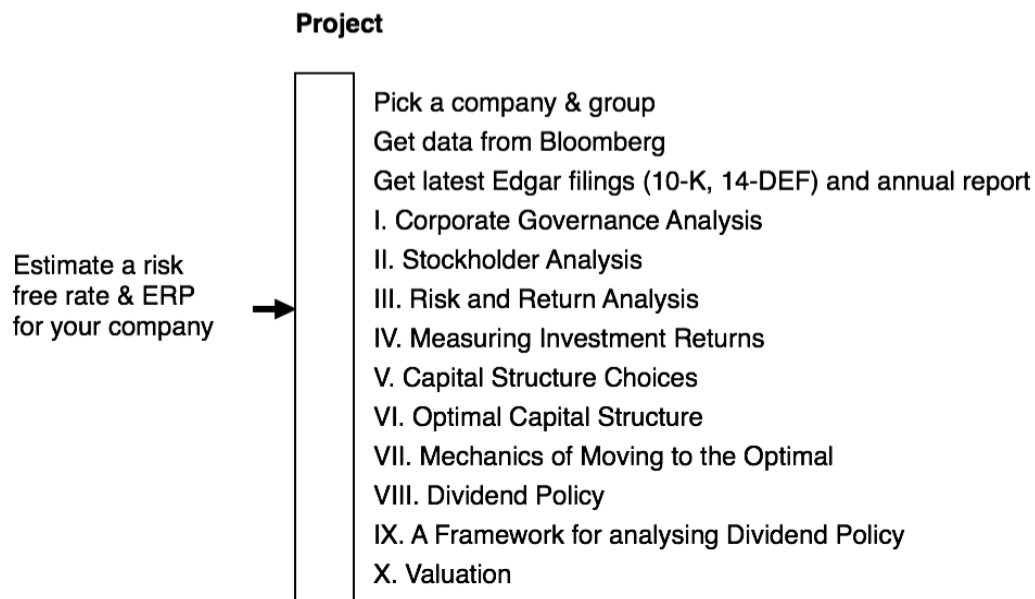 Project
Pick a company & group
Get data from Bloomberg
Get latest Edgar filings (10-K, 14-DEF) and annual report
I. Corporate Governance Analysis
II. Stockholder Analysis
III. Risk and Return Analysis
IV. Measuring Investment Returns
V. Capital Structure Choices
VI. Optimal Capital Structure
VII. Mechanics of Moving to the Optimal
VIII. Dividend Policy
IX. A Framework for analysing Dividend Policy
X. Valuation
Estimate a risk
free rate & ERP
for your company